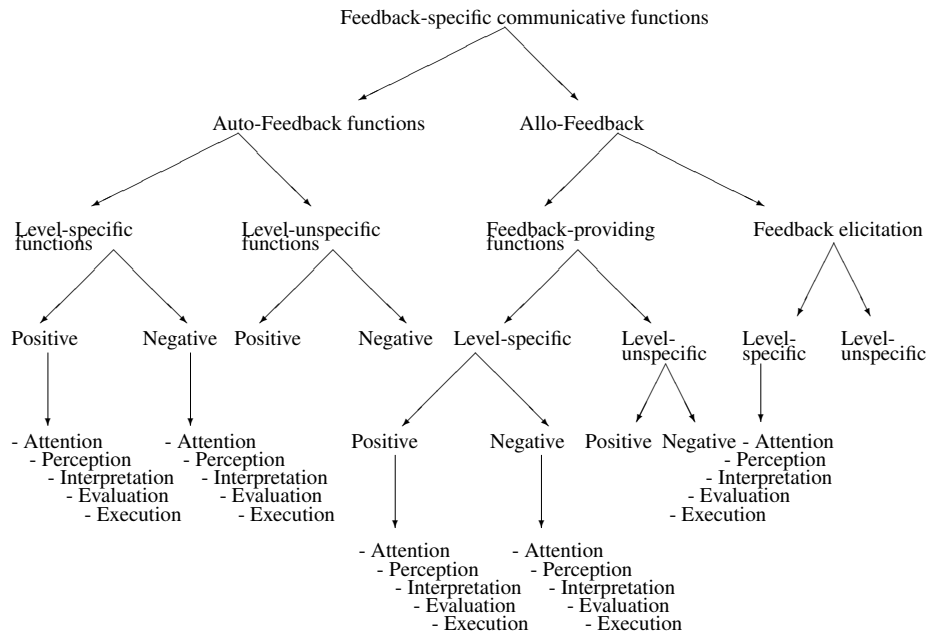 Feedback-specific communicative functions
Auto-Feedback functions Allo-Feedback
Level-specific functions Level-unspecific functions Feedback-providing functions Feedback elicitation
Positive Negative Positive Negative Level-specific Level-unspecific Level-specific Level-unspecific
Positive Negative Positive Negative
- Attention
- Perception
- Interpretation
- Evaluation
- Execution
- Attention
- Perception
- Interpretation
- Evaluation
- Execution
- Attention
- Perception
- Interpretation
- Evaluation
- Execution
- Attention
- Perception
- Interpretation
- Evaluation
- Execution
- Attention
- Perception
- Interpretation
- Evaluation
- Execution